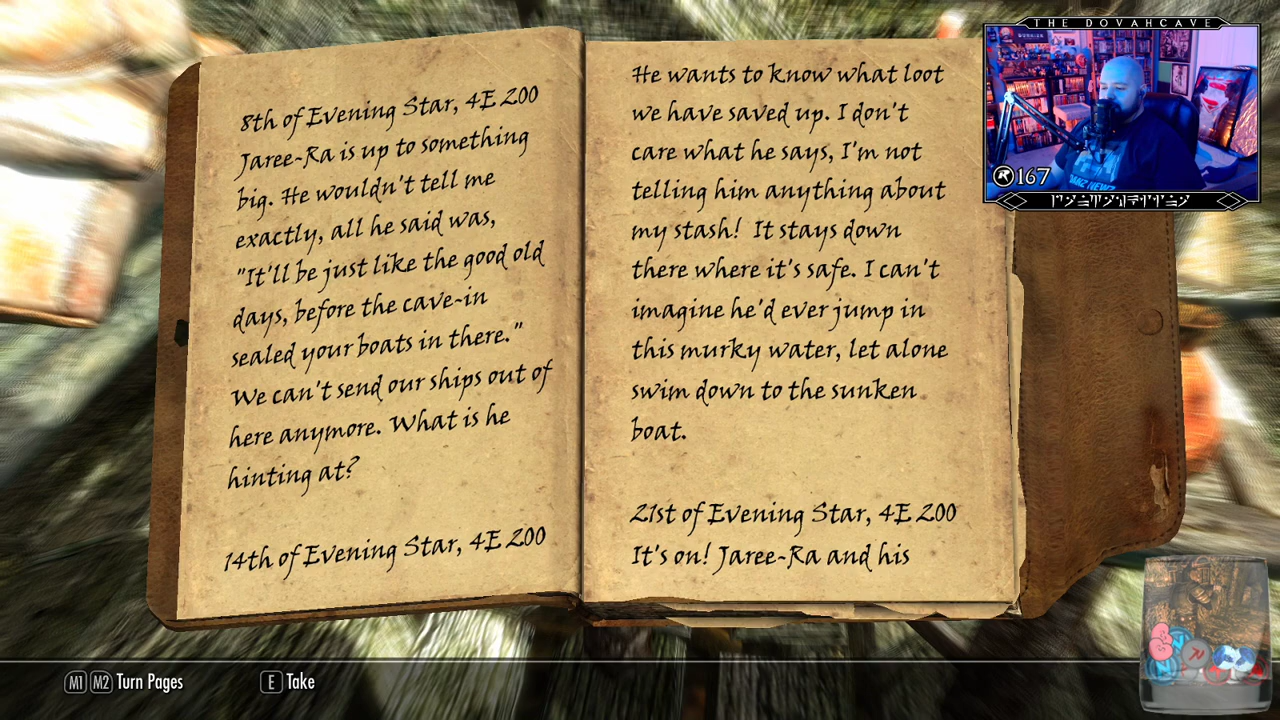 8th of Evening Star, 4E 200
Jaree-Ra is up to something
big. He wouldn't tell me
exactly, all he said was,
"It'll be just like the good old
days, before the cave-in
sealed your boats in there."
We can't send our ships out of
here anymore. What is he
hinting at?
14th of Evening Star, 4E 200
He wants to know what loot
we have saved up. I don't
care what he says, I'm not
telling him anything about
my stash! It stays down
there where it's safe. I can't
imagine he'd ever jump in
this murky water, let alone
swim down to the sunken
boat.
21st of Evening Star, 4E 200
It's on! Jaree-Ra and his
THE DOVAHCAVE
167
M1 M2 Turn Pages
E Take